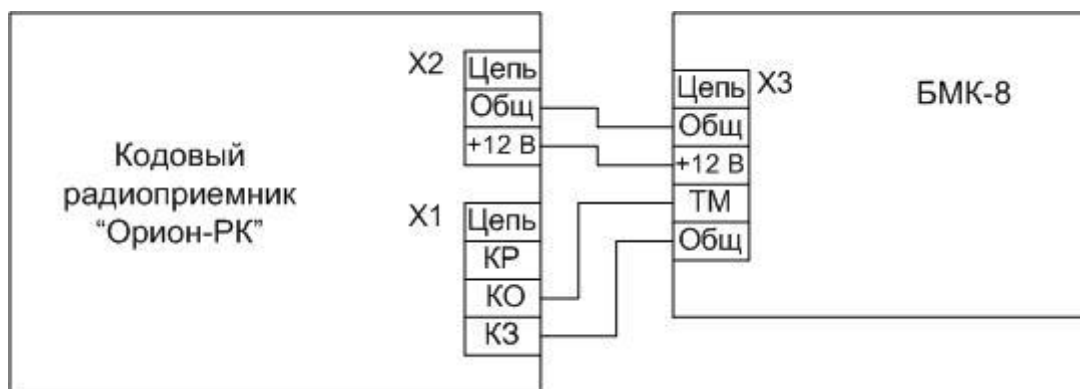 Кодовый
радиоприемник
“Орион-РК”
X2
Цепь
Общ
+12 В
X1
Цепь
КР
КО
КЗ
Цепь
X3
Общ
+12 В
ТМ
Общ
БМК-8